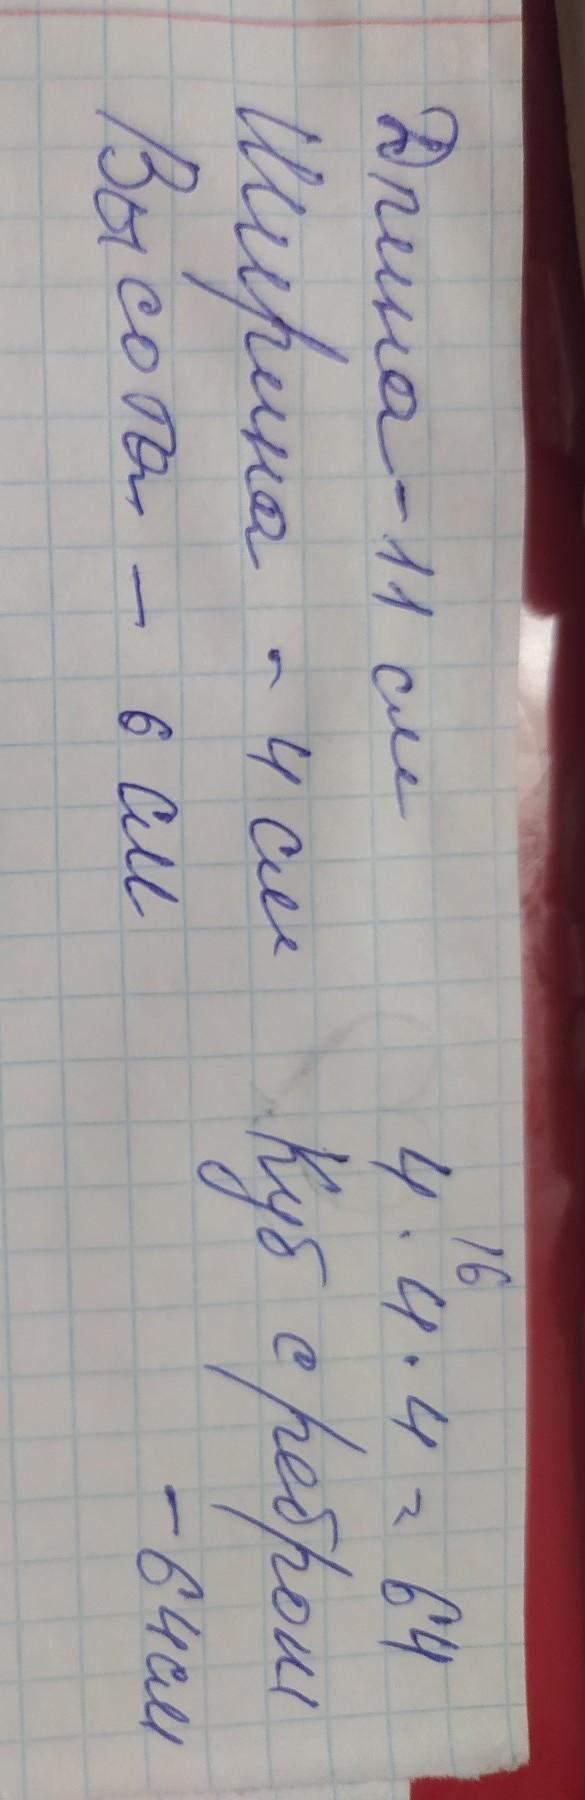 Длина - 11 см
Ширина - 4 см
Высота - 6 см
16
4 · 4 · 4 = 64
Куб с ребром
- 64см